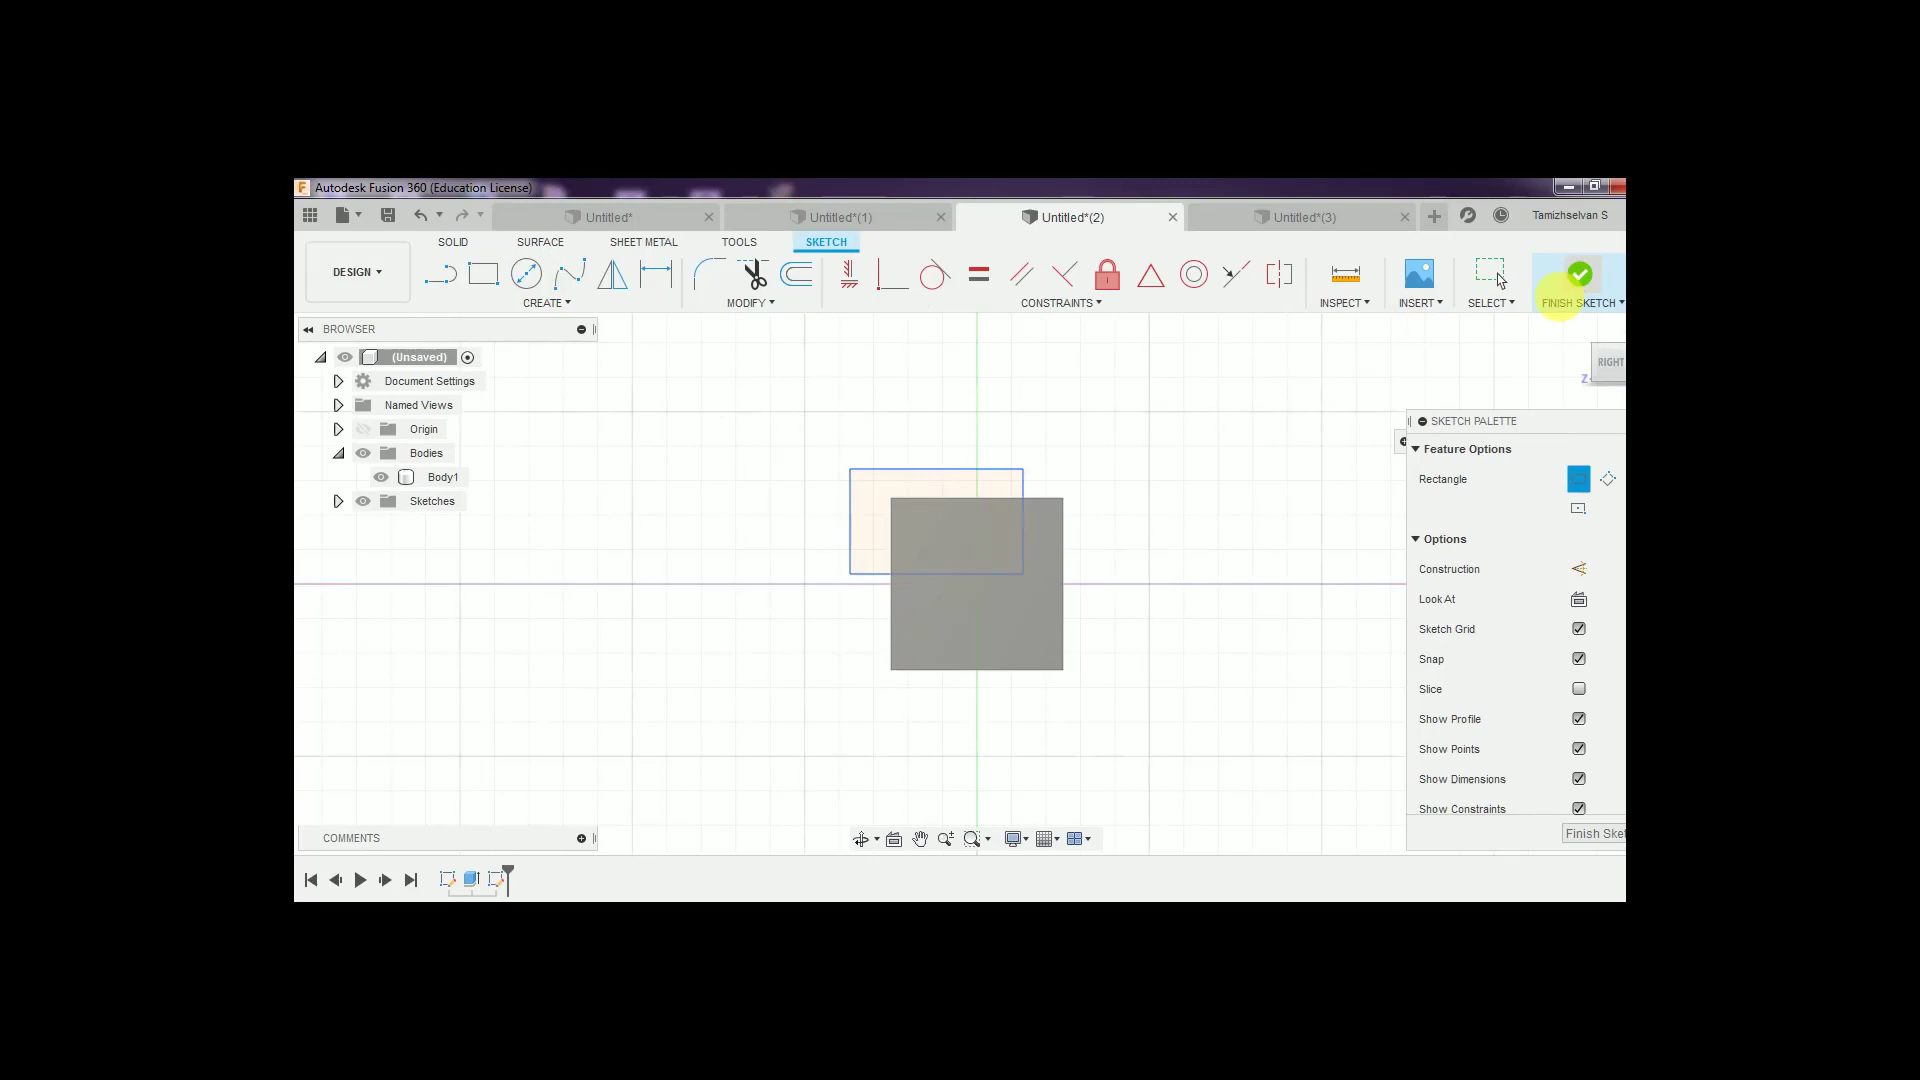 Autodesk Fusion 360 (Education License)
Untitled*
Untitled*(1)
Untitled*(2)
Untitled*(3)
Tamizhselvan S
SOLID
SURFACE
SHEET METAL
TOOLS
SKETCH
DESIGN
CREATE
MODIFY
CONSTRAINTS
INSPECT
INSERT
SELECT
FINISH SKETCH
BROWSER
(Unsaved)
Document Settings
Named Views
Origin
Bodies
Body1
Sketches
RIGHT
Z
SKETCH PALETTE
Feature Options
Rectangle
Options
Construction
Look At
Sketch Grid
Snap
Slice
Show Profile
Show Points
Show Dimensions
Show Constraints
Finish Sket
COMMENTS